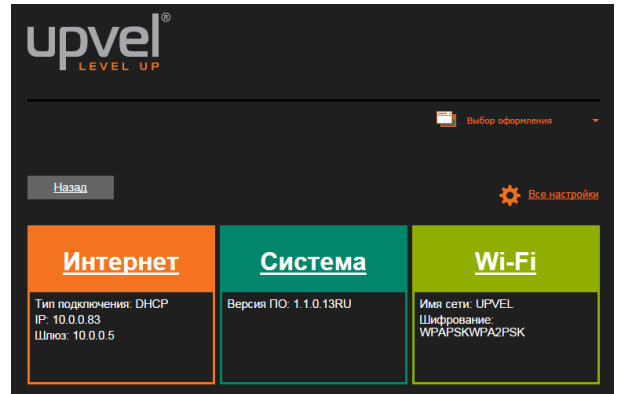 upvel®
LEVEL UP
Выбор оформления
Назад
Все настройки
Интернет
Система
Wi-Fi
Тип подключения: DHCP
IP: 10.0.0.83
Шлюз: 10.0.0.5
Версия ПО: 1.1.0.13RU
Имя сети: UPVEL
Шифрование:
WPAPSKWPA2PSK